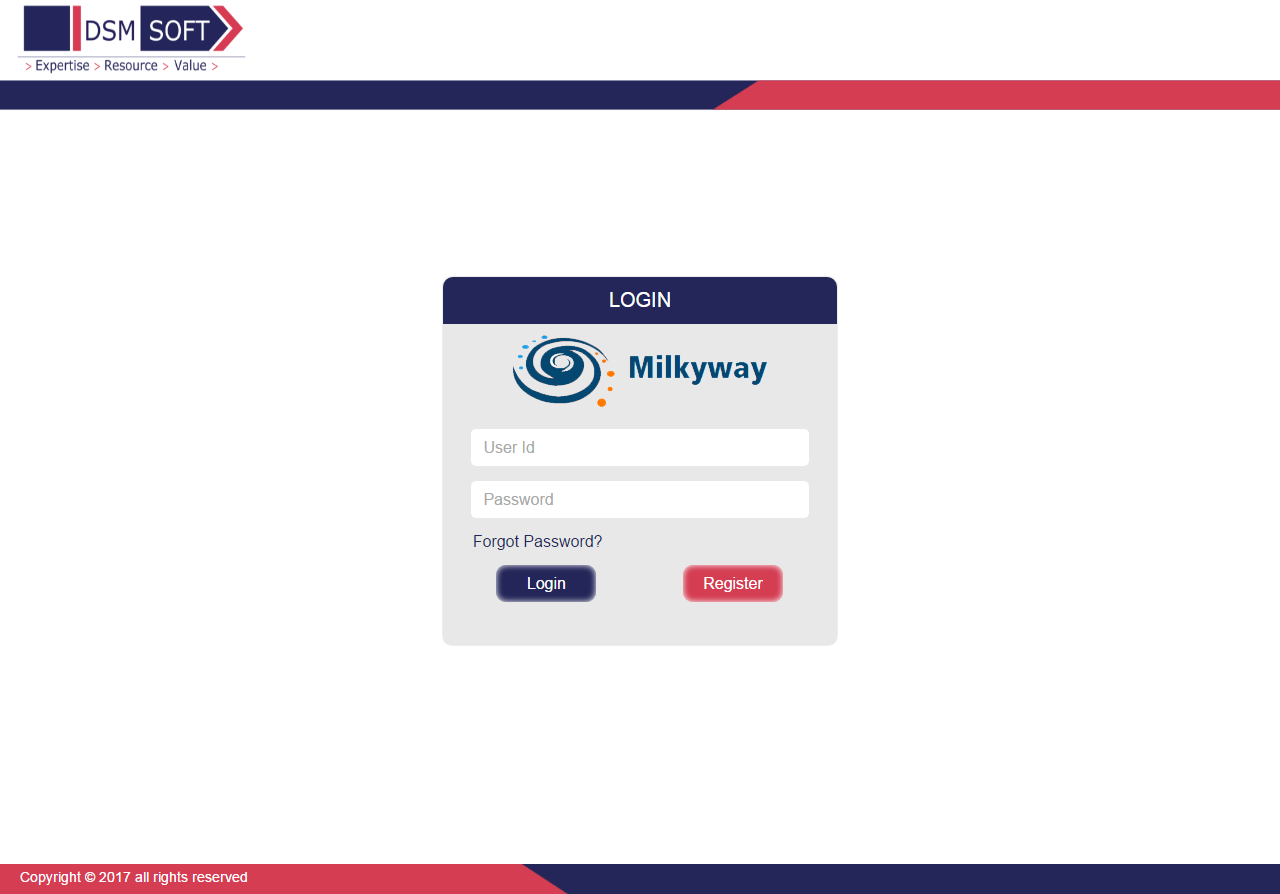 DSM SOFT
> Expertise > Resource > Value >
LOGIN
Milkyway
User Id
Password
Forgot Password?
Login Register
Copyright © 2017 all rights reserved